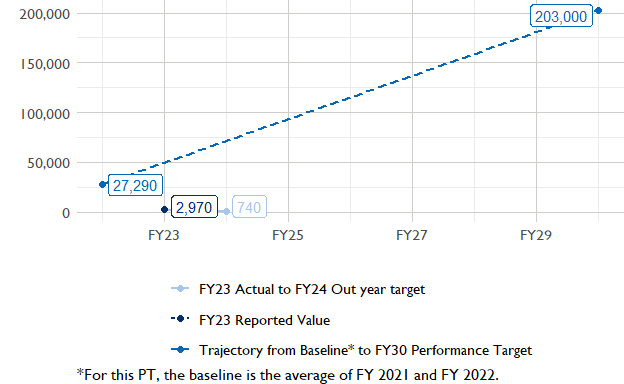 200,000
203,000
150,000
100,000
50,000
27,290
2,970
740
0
FY23 FY25 FY27 FY29
FY23 Actual to FY24 Out year target
FY23 Reported Value
Trajectory from Baseline* to FY30 Performance Target
*For this PT, the baseline is the average of FY 2021 and FY 2022.